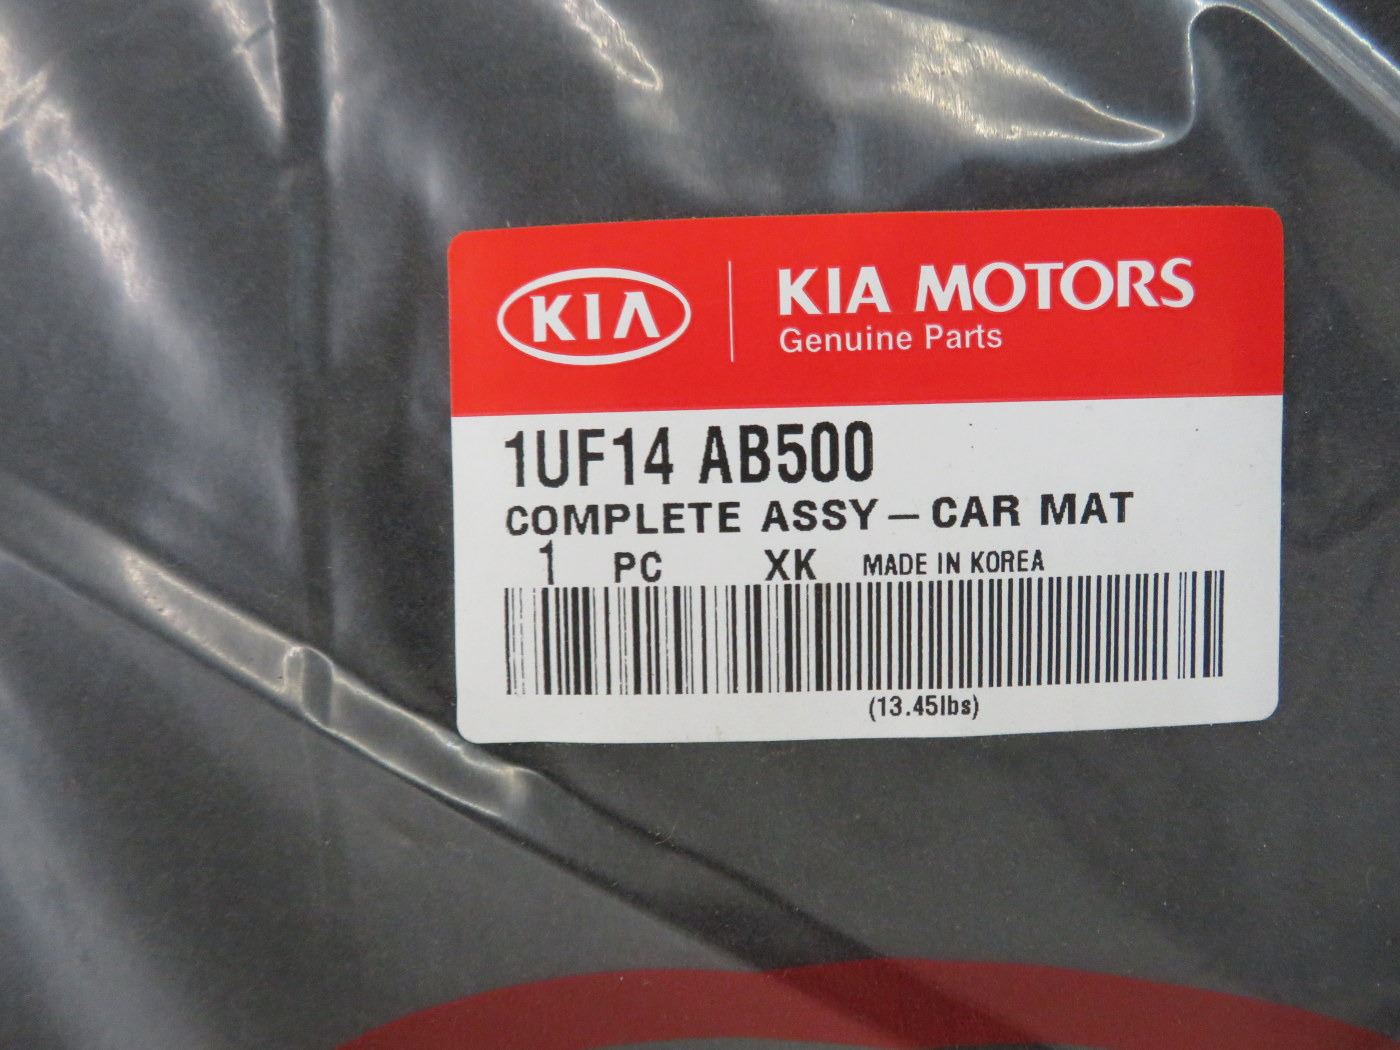 KIA
KIA MOTORS
Genuine Parts
1UF14 AB500
COMPLETE ASSY – CAR MAT
1 PC XK MADE IN KOREA
(13.45lbs)